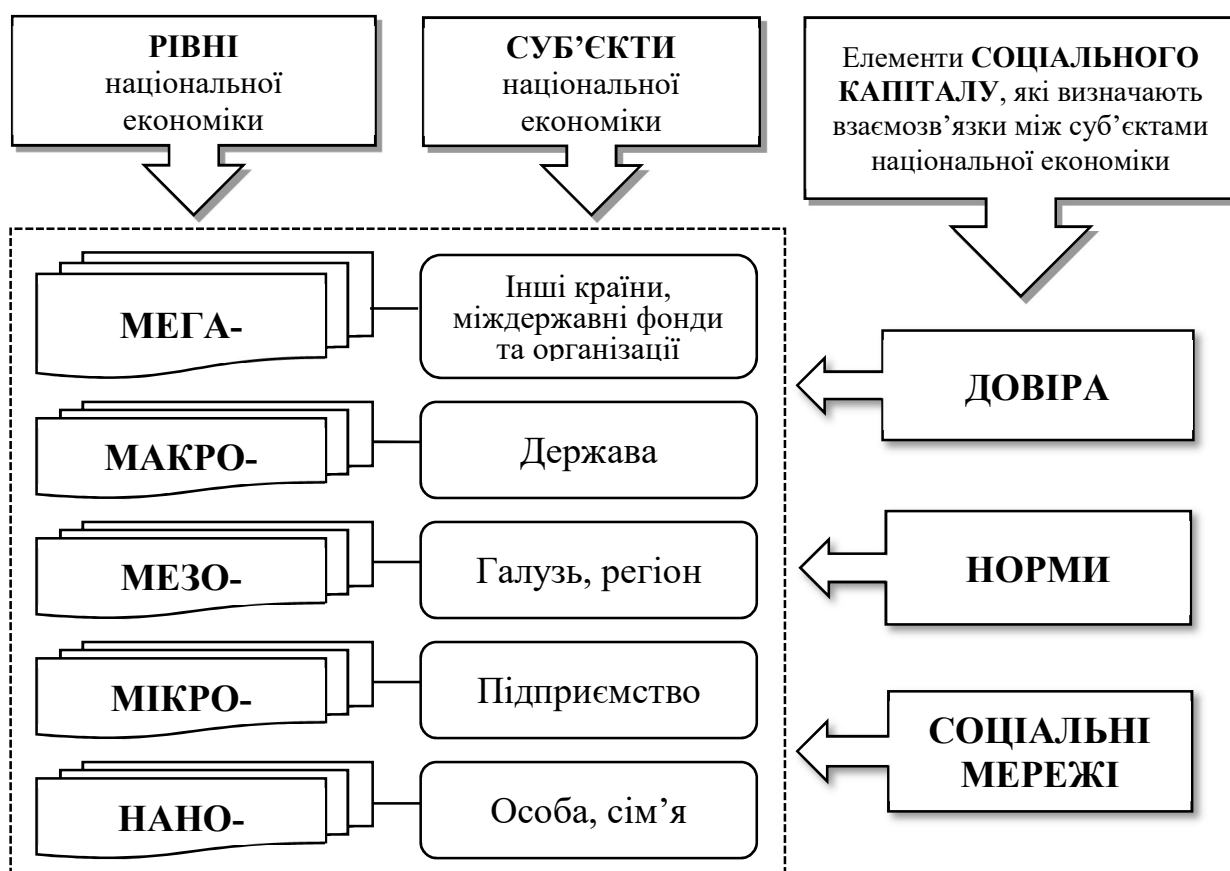 РІВНІ
національної
економіки
СУБ’ЄКТИ
національної
економіки
Елементи СОЦІАЛЬНОГО
КАПІТАЛУ, які визначають
взаємозв’язки між суб’єктами
національної економіки
МЕГА-
Інші країни,
міждержавні фонди
та організації
МАКРО-
Держава
МЕЗО-
Галузь, регіон
МІКРО-
Підприємство
НАНО-
Особа, сім’я
ДОВІРА
НОРМИ
СОЦІАЛЬНІ
МЕРЕЖІ